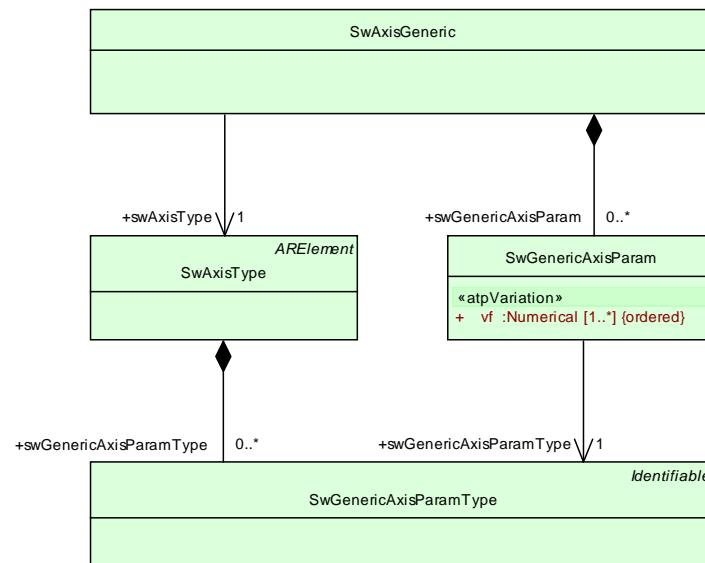 SwAxisGeneric
+swAxisType 1
+swGenericAxisParam 0..*
ARElement
SwAxisType
SwGenericAxisParam
«atpVariation»
+ vf :Numerical [1..*] {ordered}
+swGenericAxisParamType 0..*
+swGenericAxisParamType 1
Identifiable
SwGenericAxisParamType